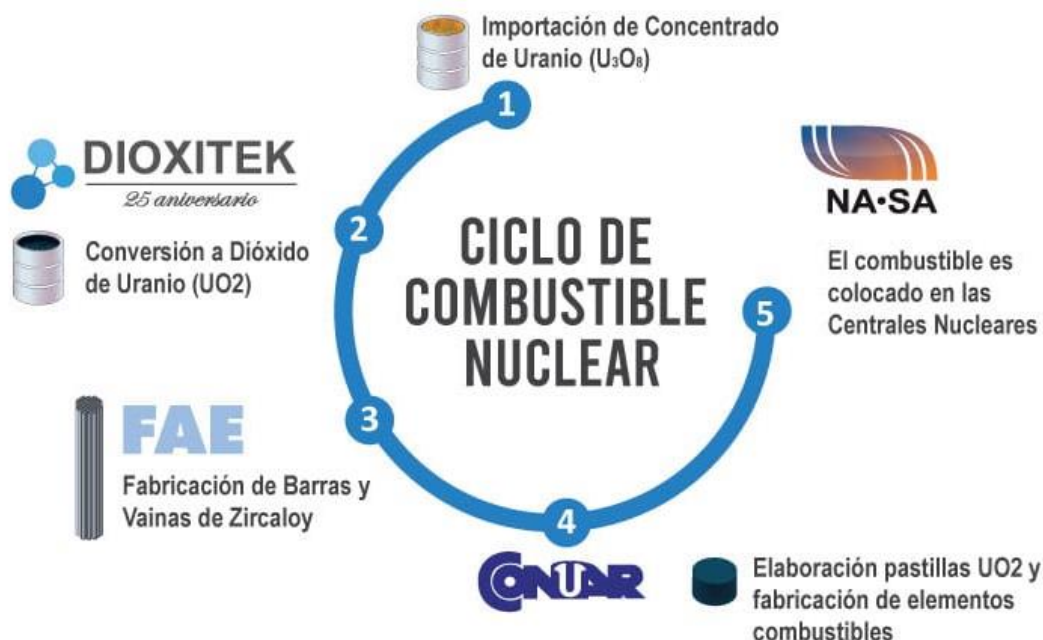 1
Importación de Concentrado
de Uranio (U₃O₈)
DIOXITEK
25 aniversario
2
Conversión a Dióxido
de Uranio (UO2)
CICLO DE
COMBUSTIBLE
NUCLEAR
3
FAE
Fabricación de Barras y
Vainas de Zircaloy
4
CONUAR
Elaboración pastillas UO2 y
fabricación de elementos
combustibles
5
NA•SA
El combustible es
colocado en las
Centrales Nucleares